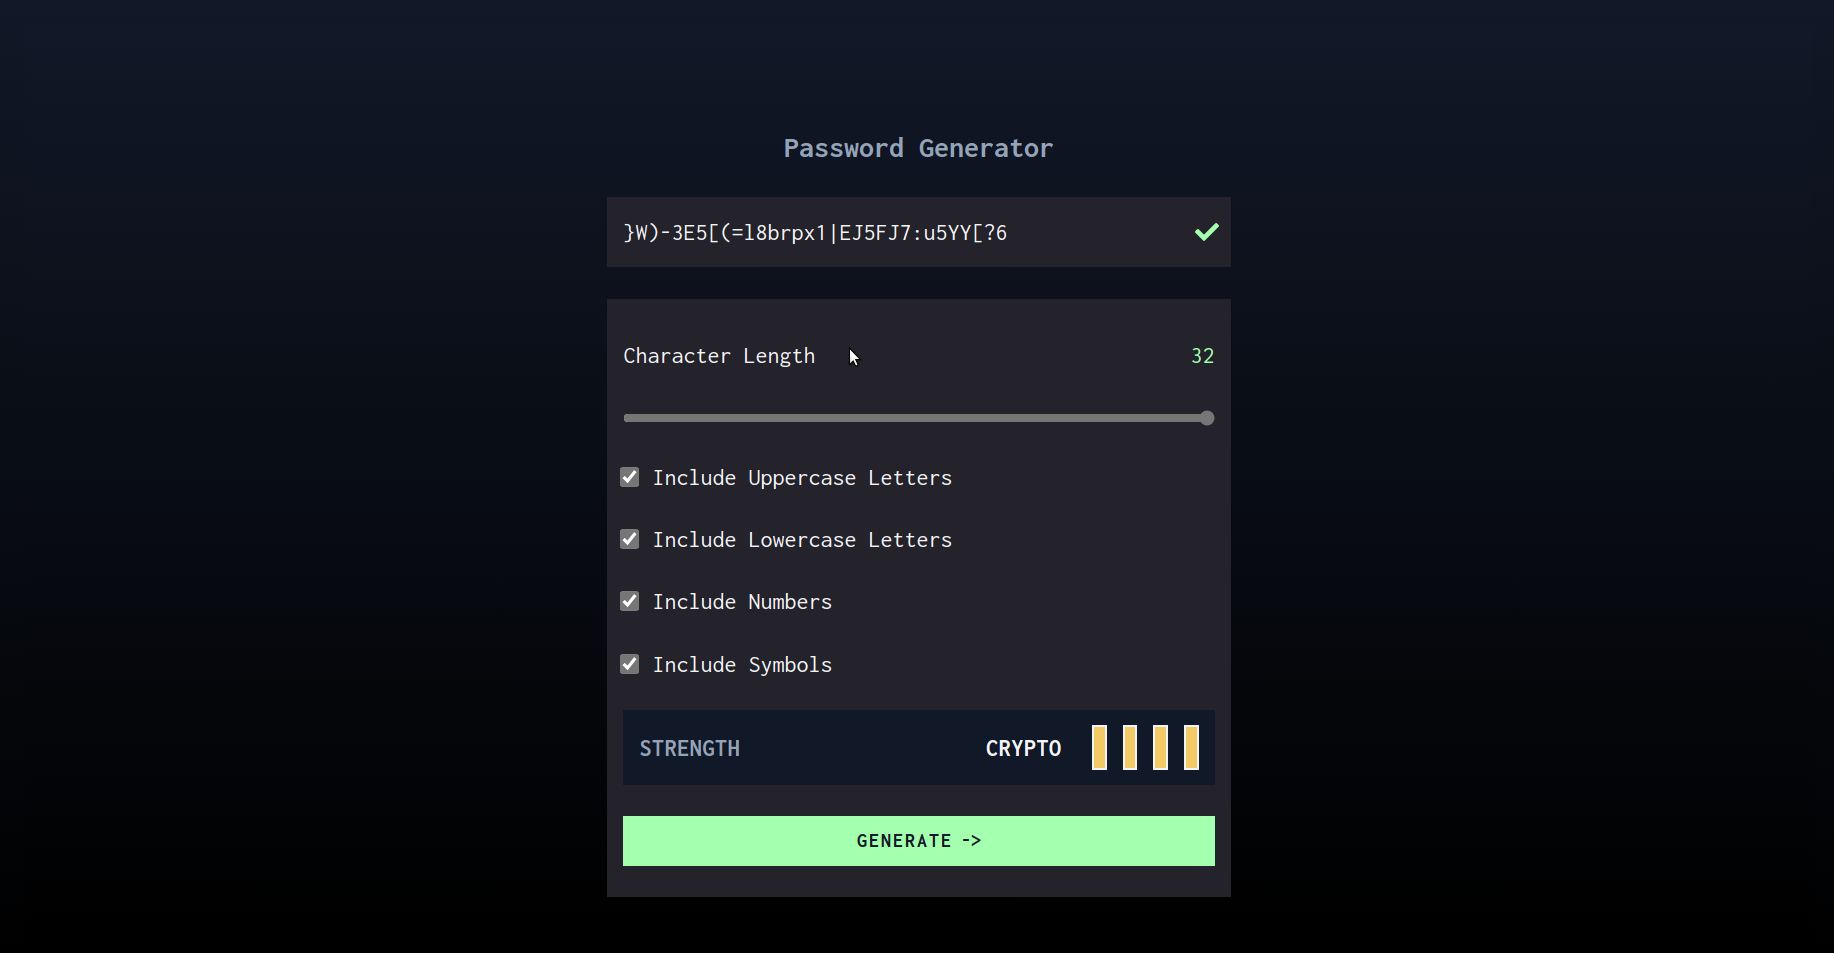 Password Generator
}W)-3E5[(=l8brpx1|EJ5FJ7:u5YY[?6
Character Length 32
Include Uppercase Letters
Include Lowercase Letters
Include Numbers
Include Symbols
STRENGTH CRYPTO
GENERATE ->